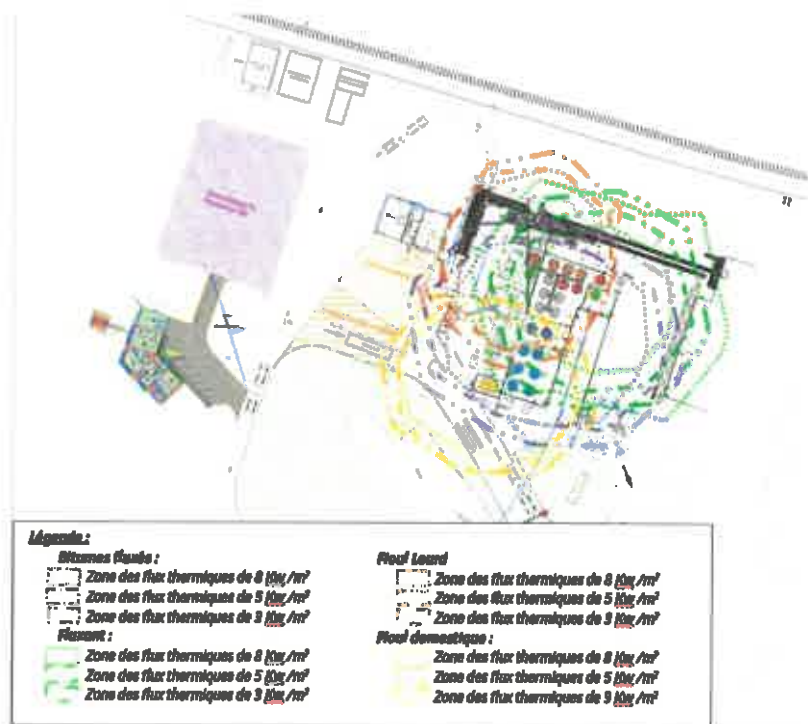 Légende :
Bitumes fluxés :
Zone des flux thermiques de 8 Kw/m²
Zone des flux thermiques de 5 Kw/m²
Zone des flux thermiques de 3 Kw/m²
Fluxant :
Zone des flux thermiques de 8 Kw/m²
Zone des flux thermiques de 5 Kw/m²
Zone des flux thermiques de 3 Kw/m²
Fioul Lourd
Zone des flux thermiques de 8 Kw/m²
Zone des flux thermiques de 5 Kw/m²
Zone des flux thermiques de 3 Kw/m²
Fioul domestique :
Zone des flux thermiques de 8 Kw/m²
Zone des flux thermiques de 5 Kw/m²
Zone des flux thermiques de 3 Kw/m²